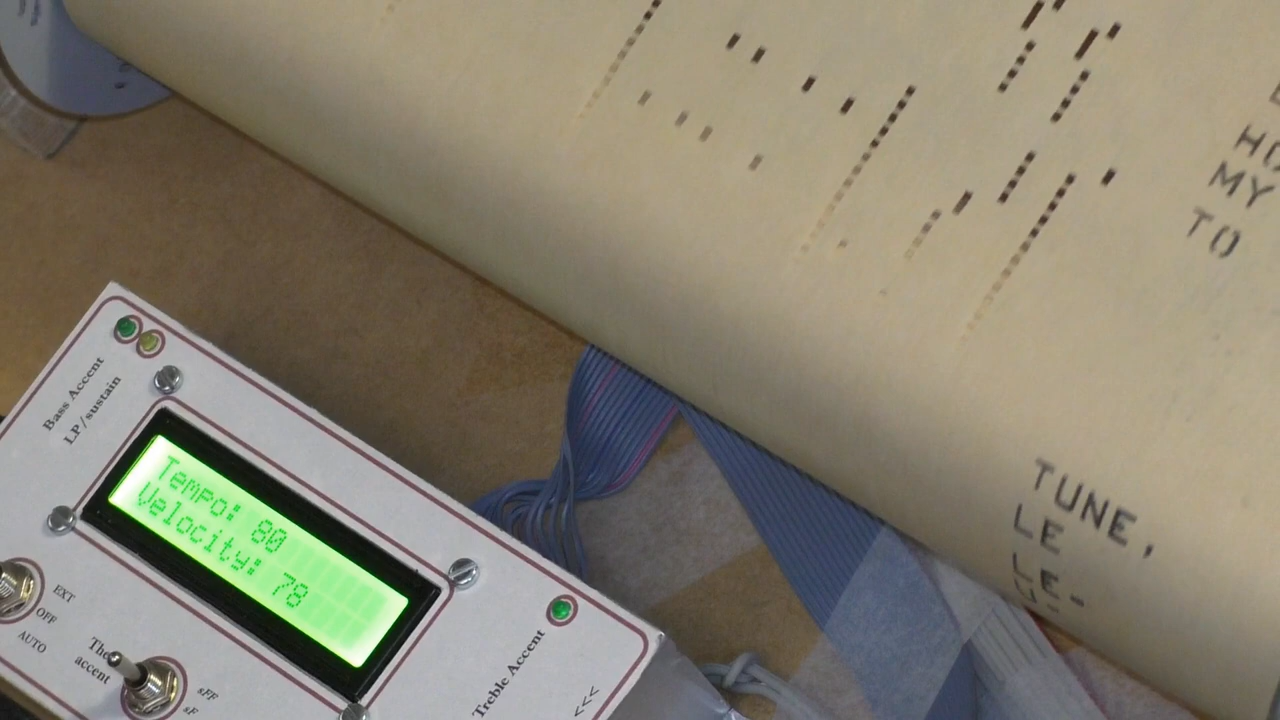 MY
TO
TUNE,
LE
LE-
Bass Accent
LP/sustain
Tempo: 80
Velocity: 78
EXT
OFF
AUTO
The
accent
sFF
sF
Treble Accent
<<<